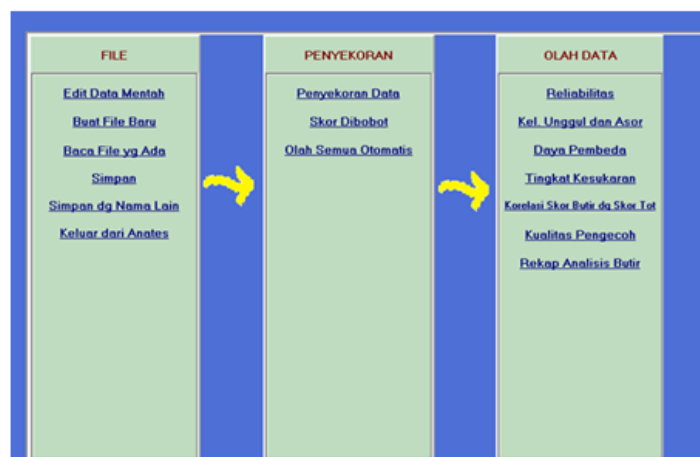 FILE
Edit Data Mentah
Buat File Baru
Baca File yg Ada
Simpan
Simpan dg Nama Lain
Keluar dari Anates
PENYEKORAN
Penyekoran Data
Skor Dibobot
Olah Semua Otomatis
OLAH DATA
Reliabilitas
Kel. Unggul dan Asor
Daya Pembeda
Tingkat Kesukaran
Korelasi Skor Butir dg Skor Tot
Kualitas Pengecoh
Rekap Analisis Butir